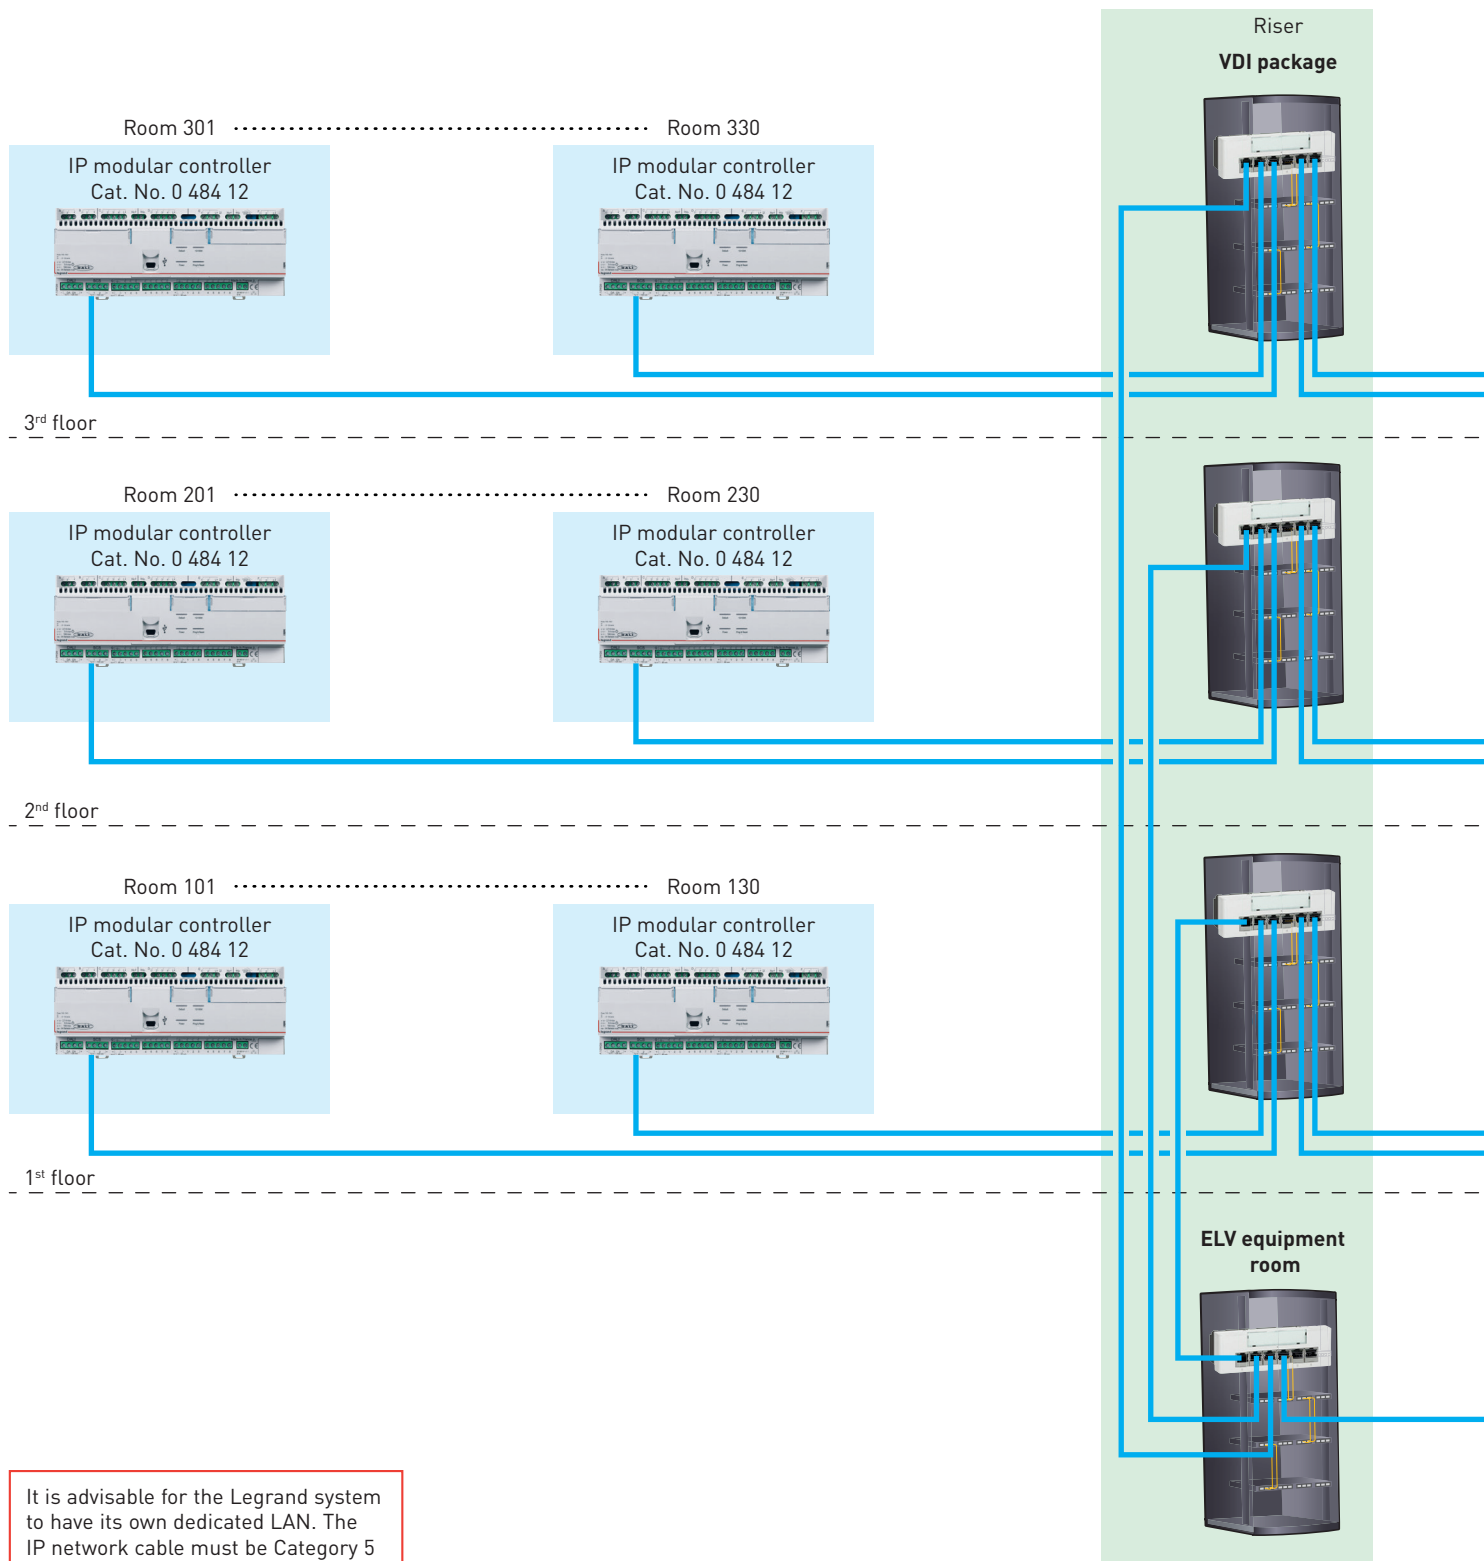 Riser
VDI package
Room 301
Room 330
IP modular controller
Cat. No. 0 484 12
IP modular controller
Cat. No. 0 484 12
3rd floor
Room 201
Room 230
IP modular controller
Cat. No. 0 484 12
IP modular controller
Cat. No. 0 484 12
2nd floor
Room 101
Room 130
IP modular controller
Cat. No. 0 484 12
IP modular controller
Cat. No. 0 484 12
1st floor
ELV equipment
room
It is advisable for the Legrand system
to have its own dedicated LAN. The
IP network cable must be Category 5